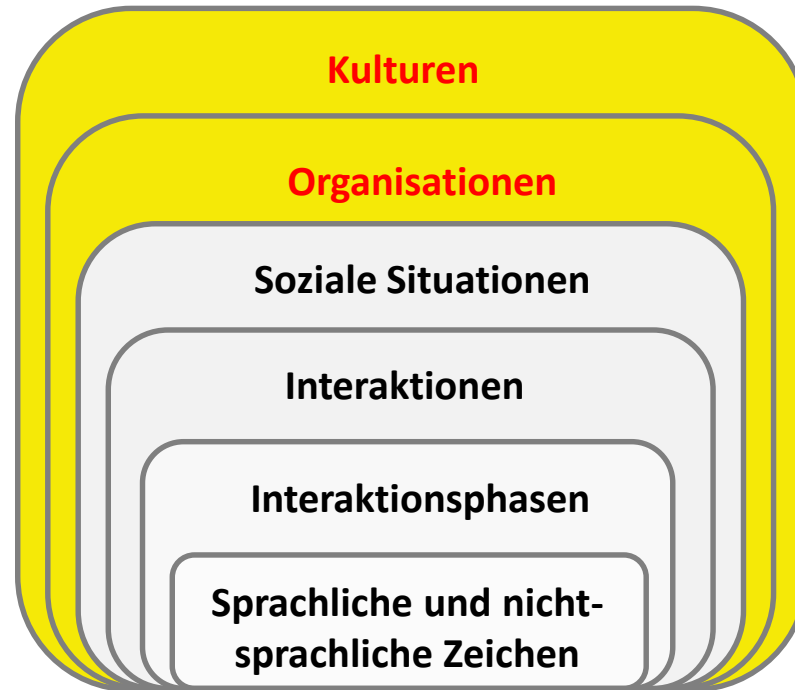 Kulturen
Organisationen
Soziale Situationen
Interaktionen
Interaktionsphasen
Sprachliche und nicht-
sprachliche Zeichen